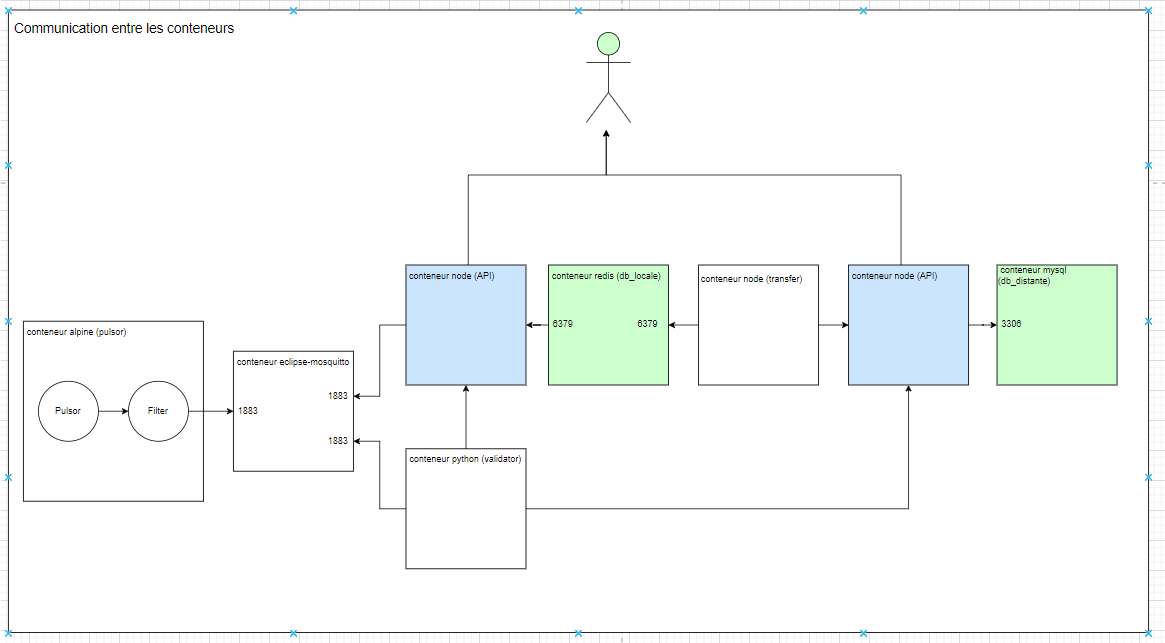 Communication entre les conteneurs
conteneur node (API)
conteneur redis (db_locale)
6379
6379
conteneur node (transfer)
conteneur node (API)
conteneur mysql
(db_distante)
3306
conteneur alpine (pulsor)
Pulsor
Filter
conteneur eclipse-mosquitto
1883
1883
1883
conteneur python (validator)